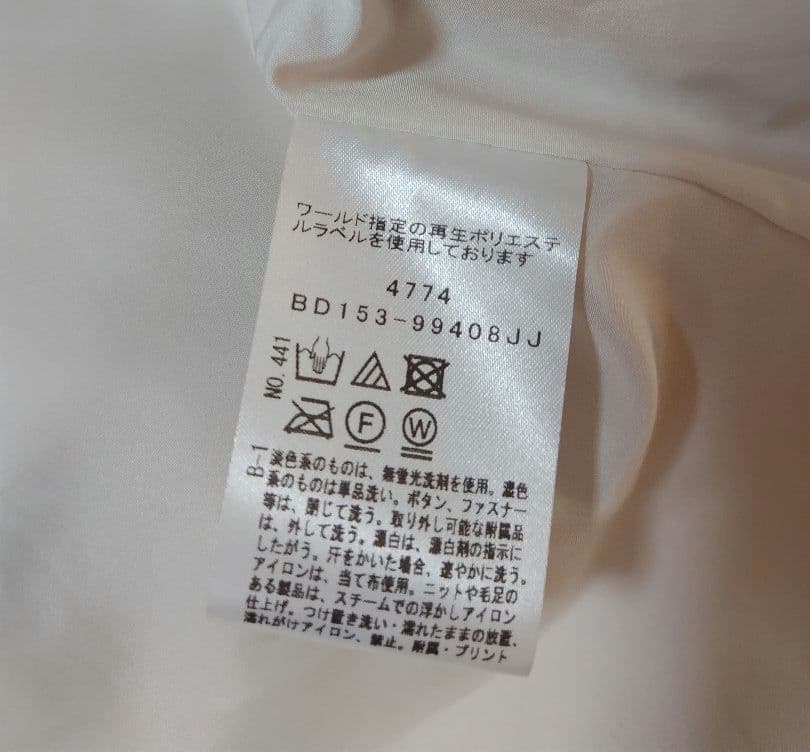 ワールド指定の再生ポリエステ
ルラベルを使用しております
4774
BD153-99408JJ
NO.441
F
W
B-1
淡色系のものは、無蛍光洗剤を使用。濃色
系のものは単品洗い。ボタン、ファスナー
等は、閉じて洗う。取り外し可能な附属品
は、外して洗う。漂白は、漂白剤の指示に
したがう。汗をかいた場合、速やかに洗う。
アイロンは、当て布使用。ニットや毛足の
ある製品は、スチームでの浮かしアイロン
仕上げ。つけ置き洗い・濡れたままの放置、
濡れがけアイロン、禁止。附属・プリント